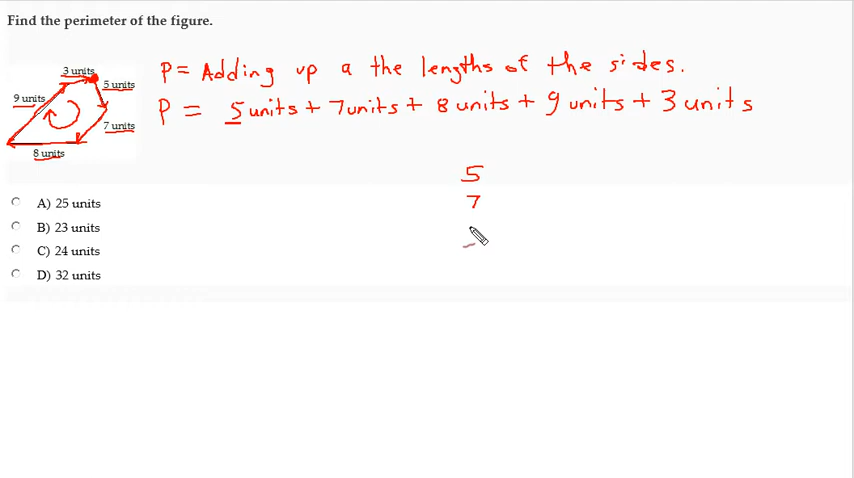 Find the perimeter of the figure.
3 units
5 units
9 units
7 units
8 units
P = Adding up a the lengths of the sides.
P = 5 units + 7 units + 8 units + 9 units + 3 units
5
7
A) 25 units
B) 23 units
C) 24 units
D) 32 units